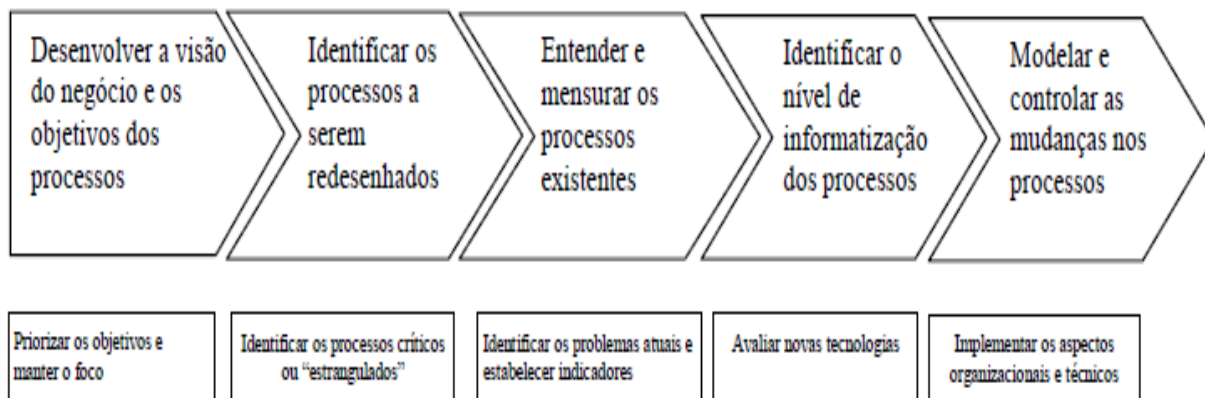 Desenvolver a visão
do negócio e os
objetivos dos
processos
Identificar os
processos a
serem
redesenhados
Entender e
mensurar os
processos
existentes
Identificar o
nível de
informatização
dos processos
Modelar e
controlar as
mudanças nos
processos
Priorizar os objetivos e
manter o foco
Identificar os processos críticos
ou “estrangulados”
Identificar os problemas atuais e
estabelecer indicadores
Avaliar novas tecnologias
Implementar os aspectos
organizacionais e técnicos